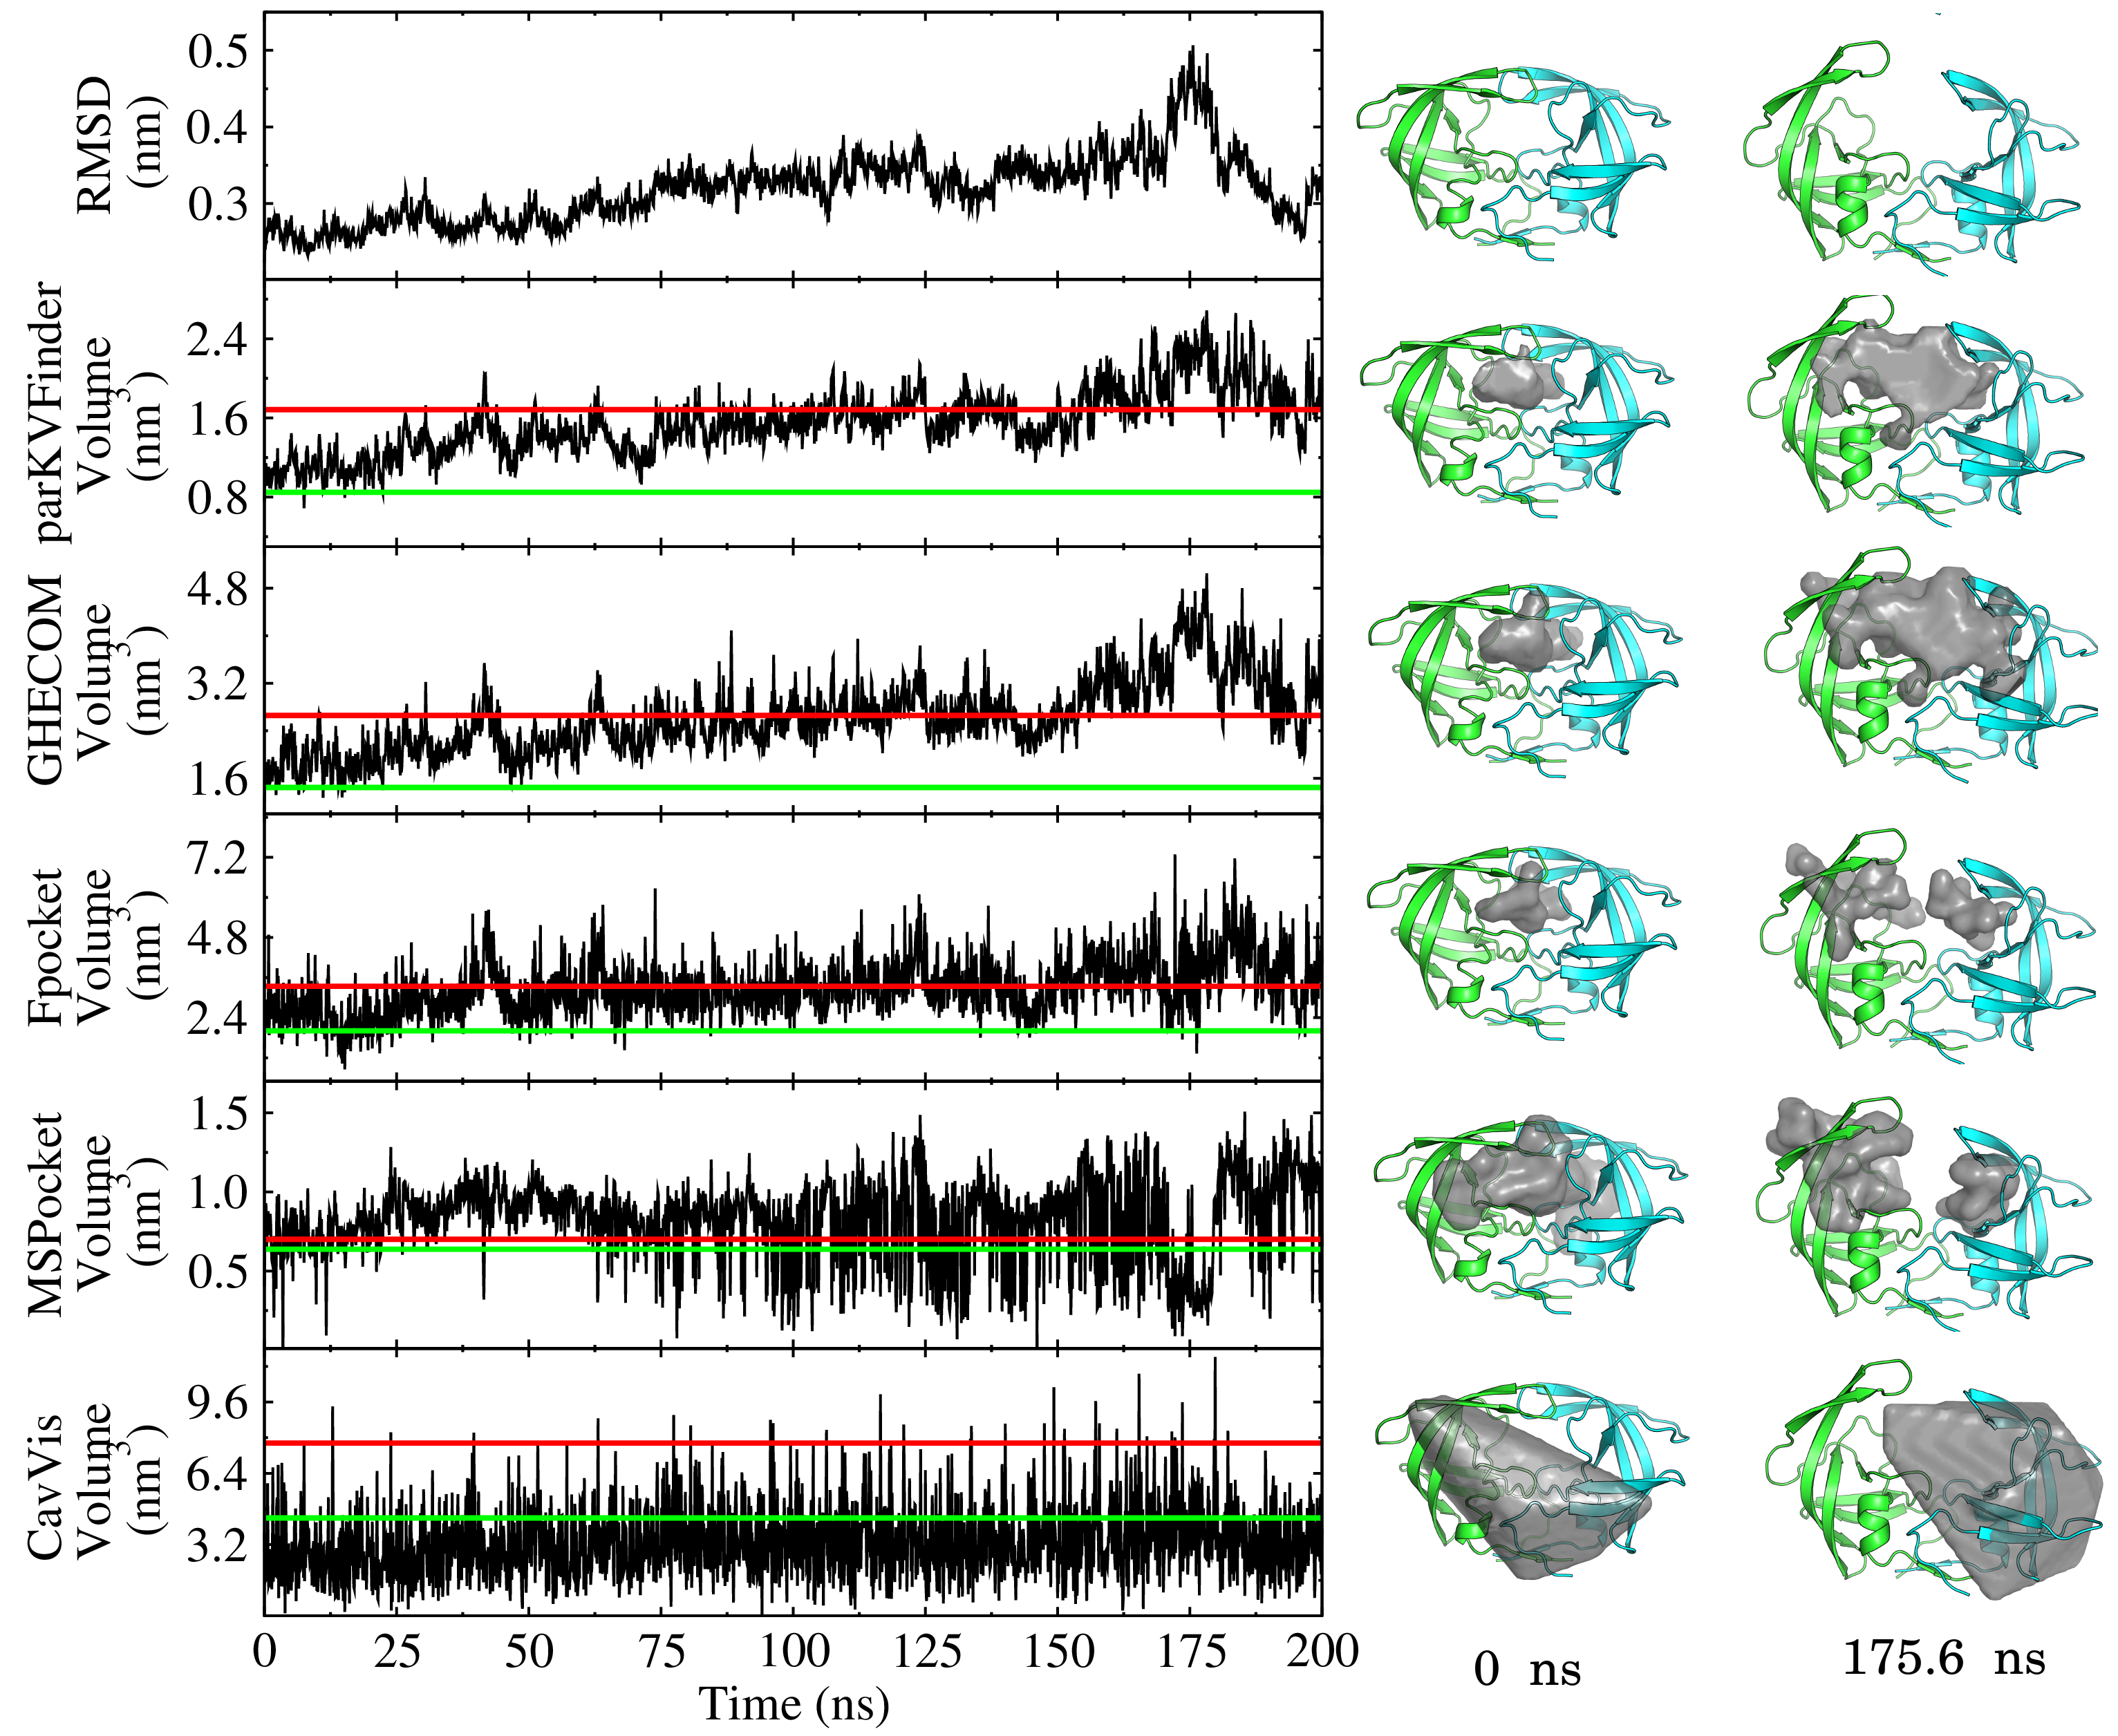 RMSD
(nm)
0.5
0.4
0.3
parKVFinder
Volume
(nm³)
2.4
1.6
0.8
GHECOM
Volume
(nm³)
4.8
3.2
1.6
Fpocket
Volume
(nm³)
7.2
4.8
2.4
MSPocket
Volume
(nm³)
1.5
1.0
0.5
CavVis
Volume
(nm³)
9.6
6.4
3.2
0 25 50 75 100 125 150 175 200
Time (ns)
0 ns
175.6 ns